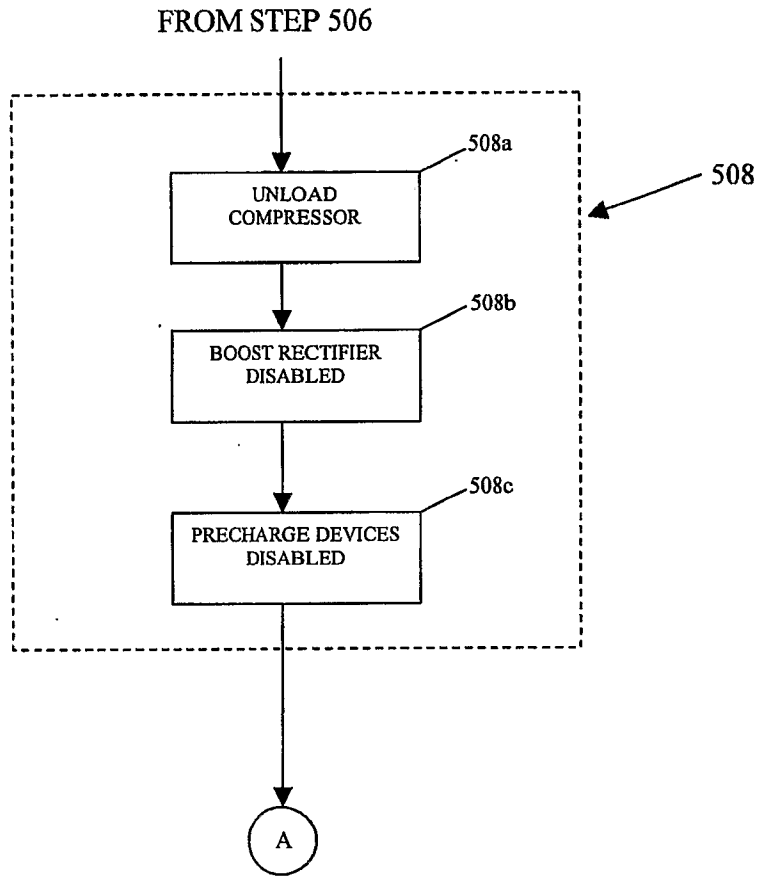 FROM STEP 506
508a
508
UNLOAD
COMPRESSOR
508b
BOOST RECTIFIER
DISABLED
508c
PRECHARGE DEVICES
DISABLED
A